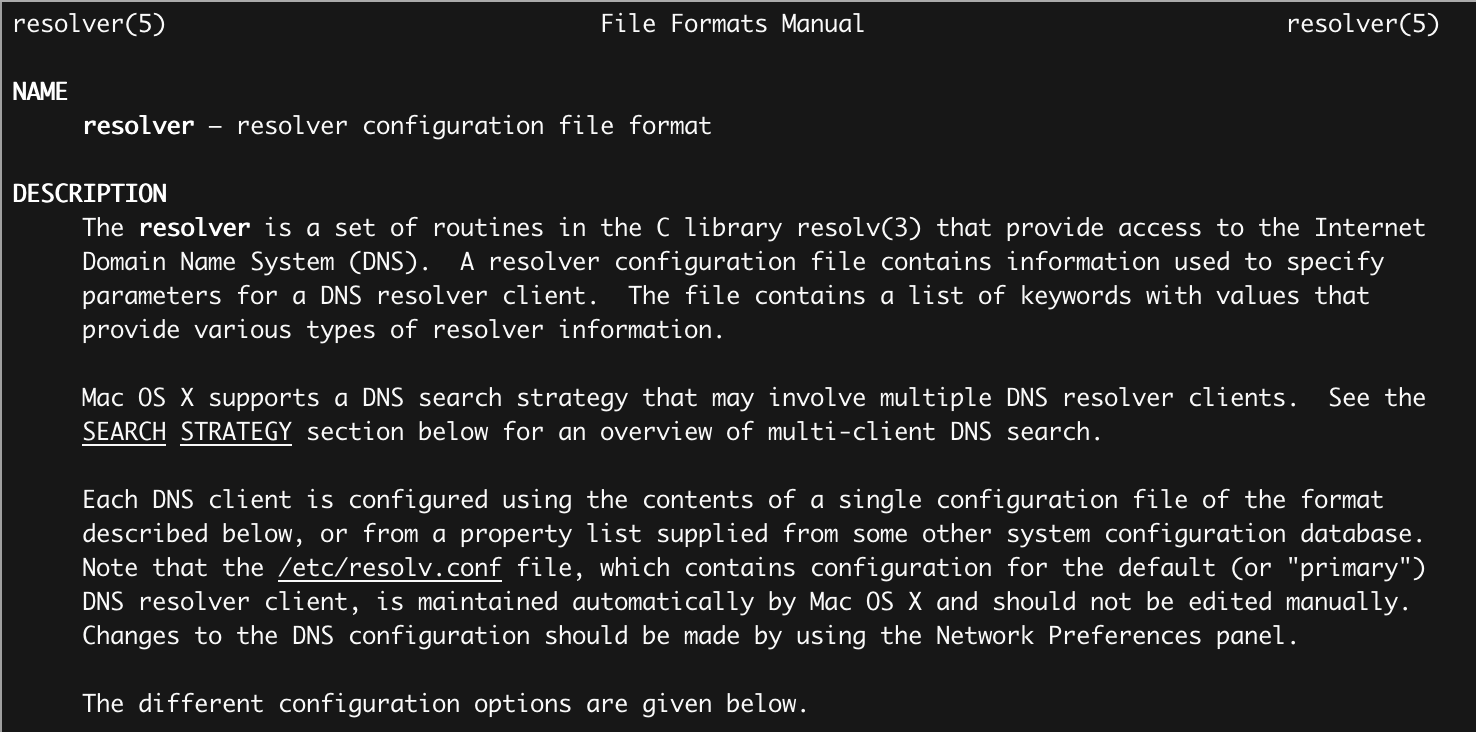 resolver(5) File Formats Manual resolver(5)
NAME
resolver – resolver configuration file format
DESCRIPTION
The resolver is a set of routines in the C library resolv(3) that provide access to the Internet
Domain Name System (DNS).  A resolver configuration file contains information used to specify
parameters for a DNS resolver client.  The file contains a list of keywords with values that
provide various types of resolver information.
Mac OS X supports a DNS search strategy that may involve multiple DNS resolver clients.  See the
SEARCH STRATEGY section below for an overview of multi-client DNS search.
Each DNS client is configured using the contents of a single configuration file of the format
described below, or from a property list supplied from some other system configuration database.
Note that the /etc/resolv.conf file, which contains configuration for the default (or "primary")
DNS resolver client, is maintained automatically by Mac OS X and should not be edited manually.
Changes to the DNS configuration should be made by using the Network Preferences panel.
The different configuration options are given below.